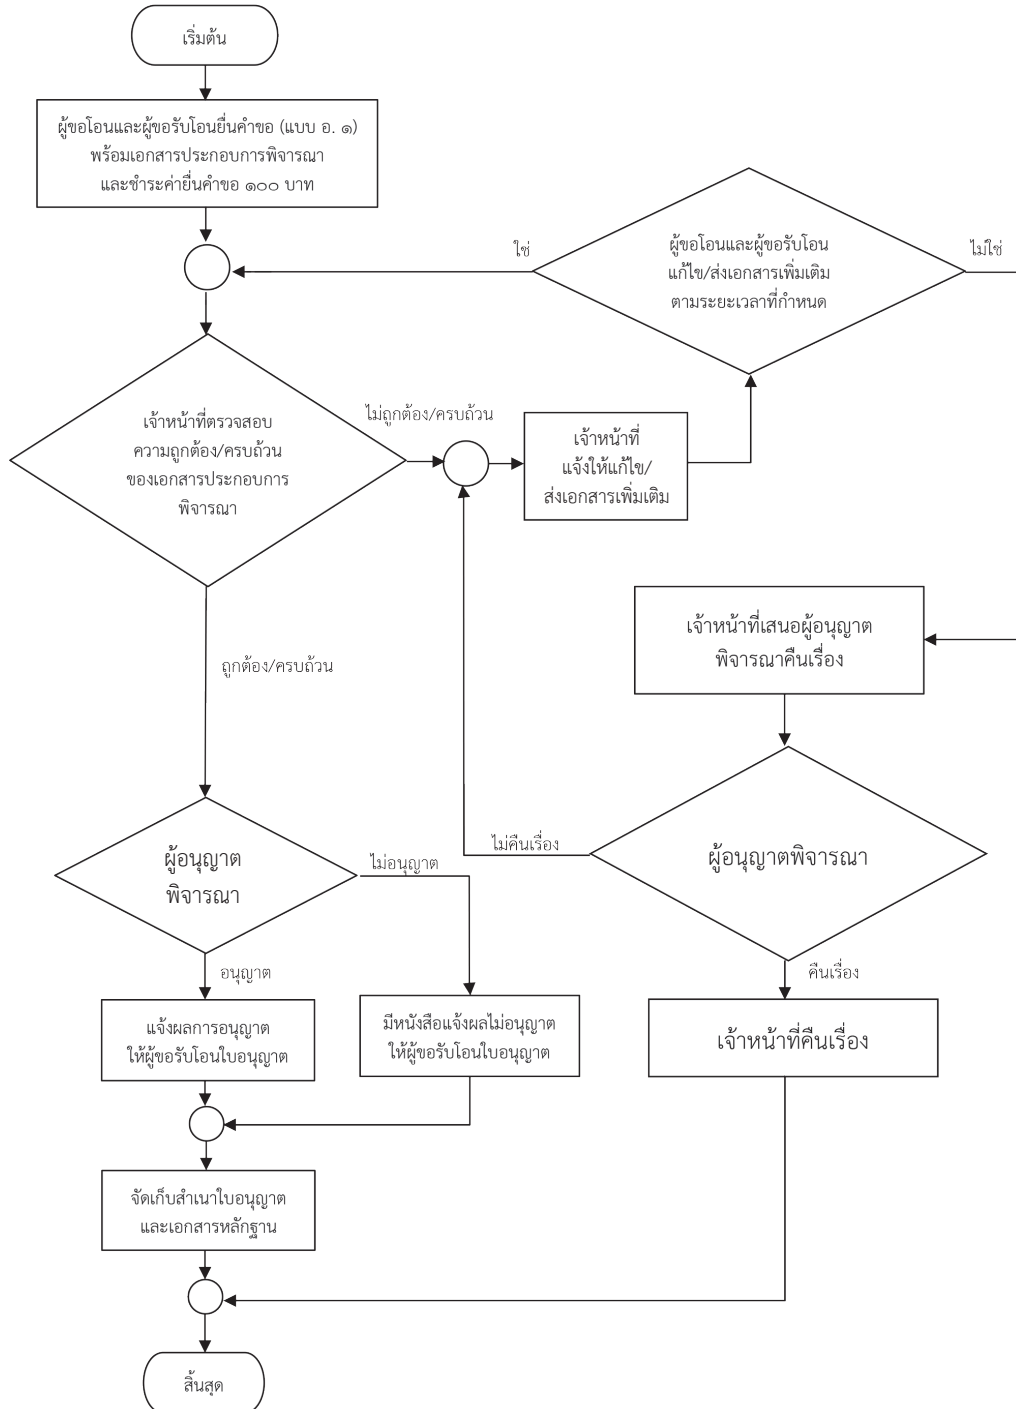 เริ่มต้น
ผู้ขอโอนและผู้ขอรับโอนยื่นคำขอ (แบบ อ. ๑)
พร้อมเอกสารประกอบการพิจารณา
และชำระค่ายื่นคำขอ ๑๐๐ บาท
ใช่
ผู้ขอโอนและผู้ขอรับโอน
แก้ไข/ส่งเอกสารเพิ่มเติม
ตามระยะเวลาที่กำหนด
ไม่ใช่
เจ้าหน้าที่ตรวจสอบ
ความถูกต้อง/ครบถ้วน
ของเอกสารประกอบการ
พิจารณา
ไม่ถูกต้อง/ครบถ้วน
เจ้าหน้าที่
แจ้งให้แก้ไข/
ส่งเอกสารเพิ่มเติม
ถูกต้อง/ครบถ้วน
เจ้าหน้าที่เสนอผู้อนุญาต
พิจารณาคืนเรื่อง
ผู้อนุญาต
พิจารณา
ไม่อนุญาต
ไม่คืนเรื่อง
ผู้อนุญาตพิจารณา
อนุญาต
คืนเรื่อง
แจ้งผลการอนุญาต
ให้ผู้ขอรับโอนใบอนุญาต
มีหนังสือแจ้งผลไม่อนุญาต
ให้ผู้ขอรับโอนใบอนุญาต
เจ้าหน้าที่คืนเรื่อง
จัดเก็บสำเนาใบอนุญาต
และเอกสารหลักฐาน
สิ้นสุด